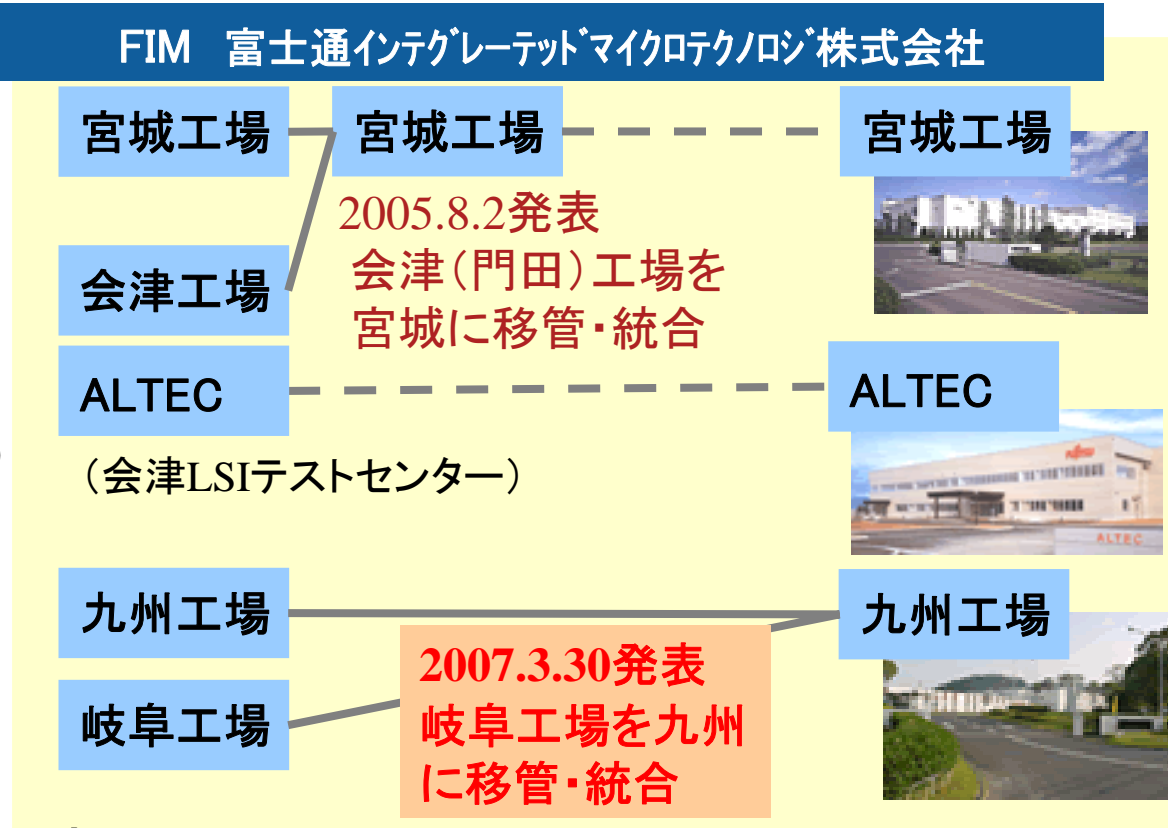 FIM 富士通インテグレーテッドマイクロテクノロジ株式会社
宮城工場
宮城工場
宮城工場
2005.8.2発表
会津(門田)工場を
宮城に移管・統合
会津工場
ALTEC
ALTEC
(会津LSIテストセンター)
FUJITSU
ALTEC
九州工場
九州工場
2007.3.30発表
岐阜工場を九州
に移管・統合
岐阜工場